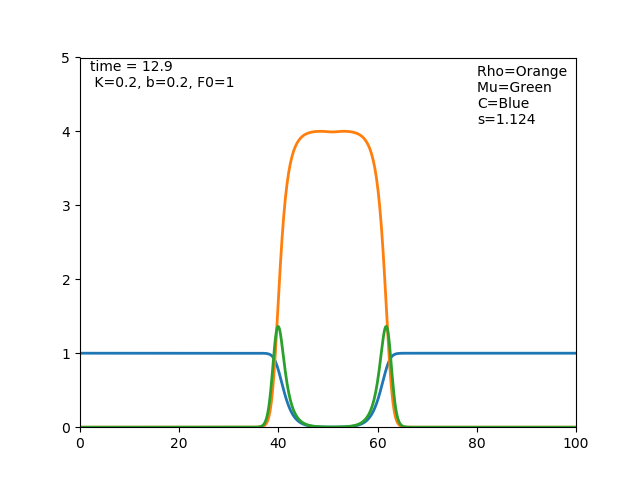 5
time = 12.9
K=0.2, b=0.2, F0=1
Rho=Orange
Mu=Green
C=Blue
s=1.124
4
3
2
1
0
0 20 40 60 80 100